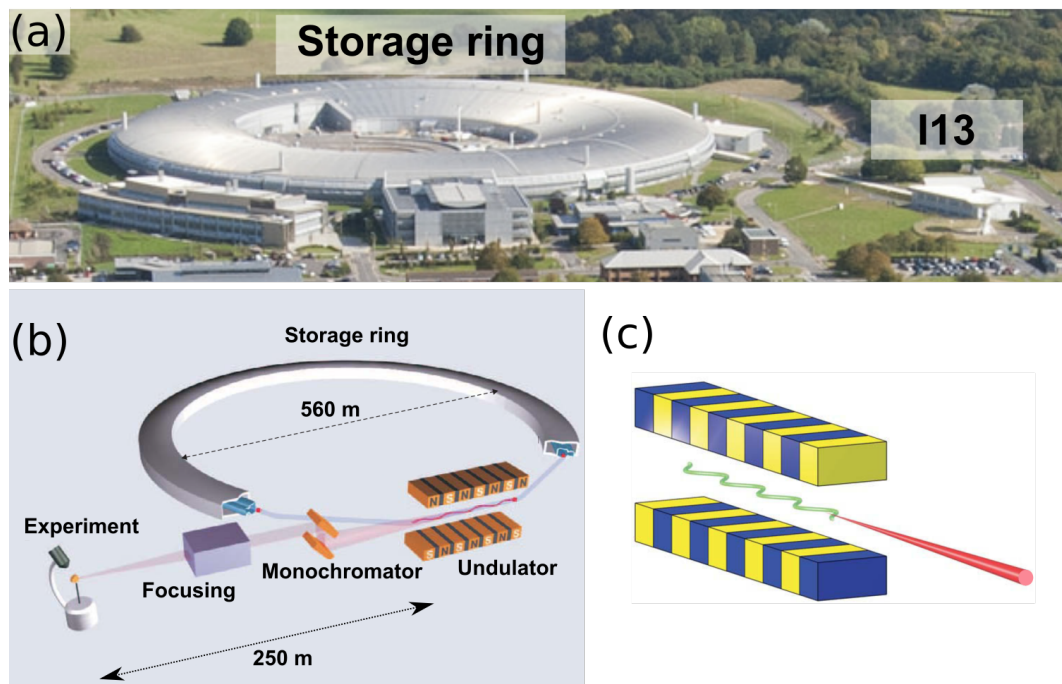 (a)
Storage ring
I13
(b)
Storage ring
560 m
N S N S N S N
S N S N S N S
Experiment
Focusing
Monochromator
Undulator
250 m
(c)